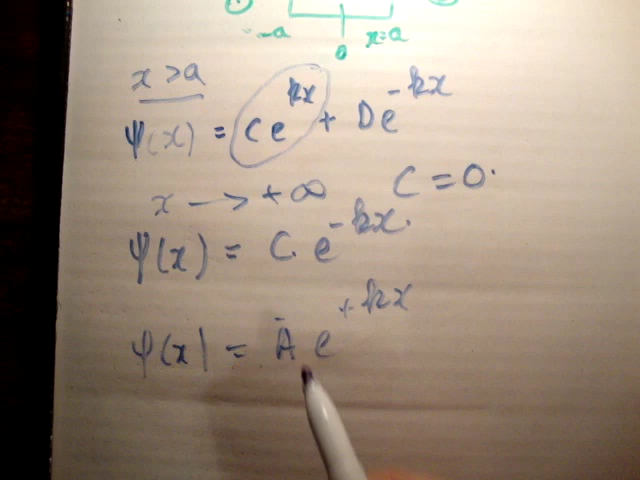 -a x=a
0
x>a
ψ(x) = Ce^{kx} + De^{-kx}
x → +∞ C = 0.
ψ(x) = C. e^{-kx}.
ψ(x) = A e^{+kx}